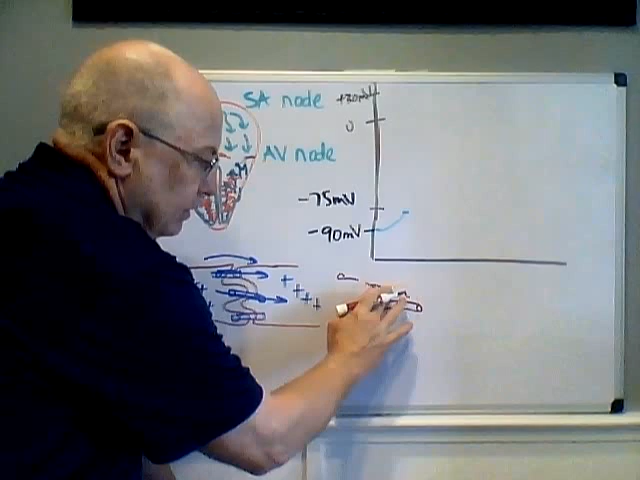 SA node
AV node
+20mV
0
-75mV
-90mV
+ + + +